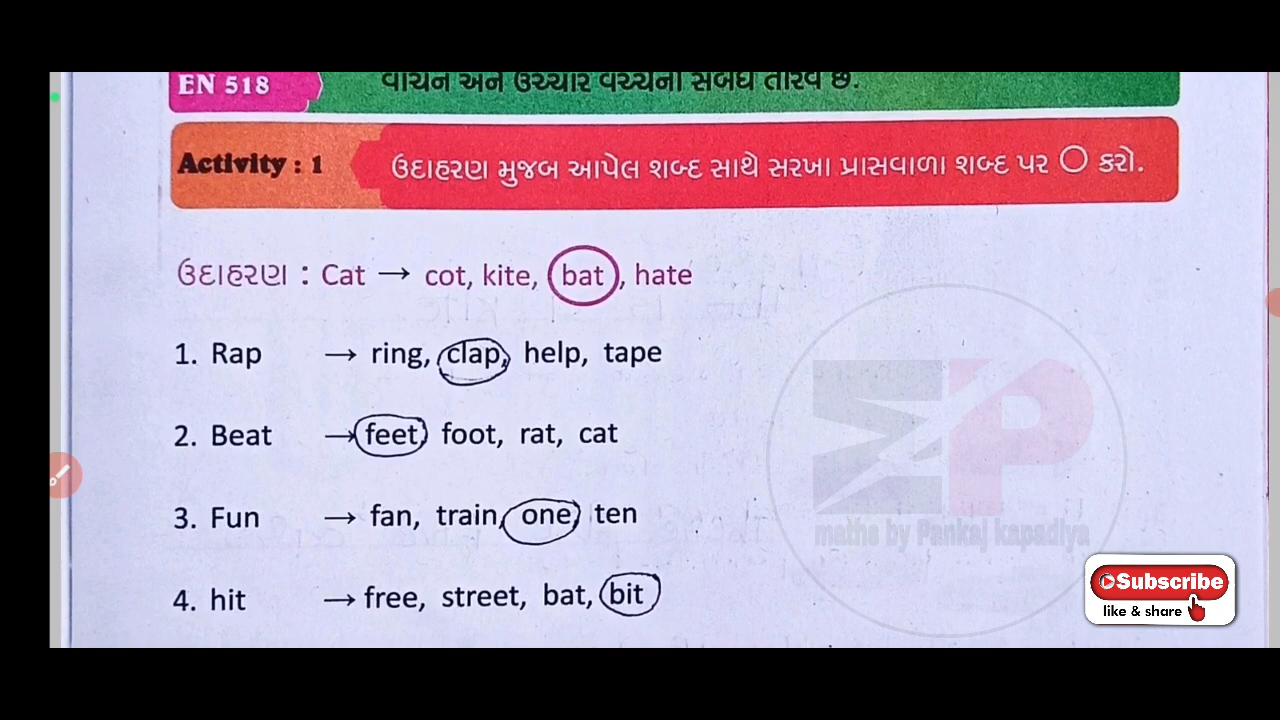 EN 518 વાચન અને ઉચ્ચાર વચ્ચેનો સંબંધ તારવે છે.
Activity : 1 ઉદાહરણ મુજબ આપેલ શબ્દ સાથે સરખા પ્રાસવાળા શબ્દ પર ○ કરો.
ઉદાહરણ : Cat → cot, kite, bat, hate
1. Rap → ring, clap, help, tape
2. Beat → feet, foot, rat, cat
3. Fun → fan, train, one, ten
4. hit → free, street, bat, bit
maths by Pankaj kapadiya
Subscribe
like & share